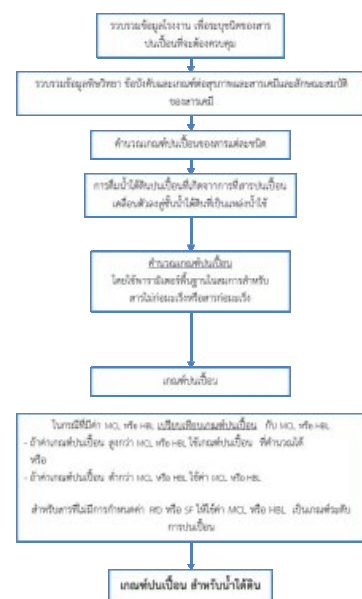 รวบรวมข้อมูลโรงงาน เพื่อระบุชนิดของสาร
ปนเปื้อนที่จะต้องควบคุม
รวบรวมข้อมูลพิษวิทยา ข้อบังคับและเกณฑ์ต่อสุขภาพและสารเคมีและลักษณะสมบัติ
ของสารเคมี
คำนวณเกณฑ์ปนเปื้อนของสารแต่ละชนิด
การดื่มน้ำใต้ดินปนเปื้อนที่เกิดจากการที่สารปนเปื้อน
เคลื่อนตัวลงสู่ชั้นน้ำใต้ดินที่เป็นแหล่งน้ำใช้
คำนวณเกณฑ์ปนเปื้อน
โดยใช้พารามิเตอร์พื้นฐานในสมการสำหรับ
สารไม่ก่อมะเร็งหรือสารก่อมะเร็ง
เกณฑ์ปนเปื้อน
ในกรณีที่มีค่า MCL หรือ HBL เปรียบเทียบเกณฑ์ปนเปื้อน กับ MCL หรือ HBL
- ถ้าค่าเกณฑ์ปนเปื้อน สูงกว่า MCL หรือ HBL ใช้เกณฑ์ปนเปื้อน ที่คำนวณได้
หรือ
- ถ้าค่าเกณฑ์ปนเปื้อน ต่ำกว่า MCL หรือ HBL ใช้ค่า MCL หรือ HBL
สำหรับสารที่ไม่มีการกำหนดค่า RfD หรือ SF ให้ใช้ค่า MCL หรือ HBL เป็นเกณฑ์ระดับ
การปนเปื้อน
เกณฑ์ปนเปื้อน สำหรับน้ำใต้ดิน